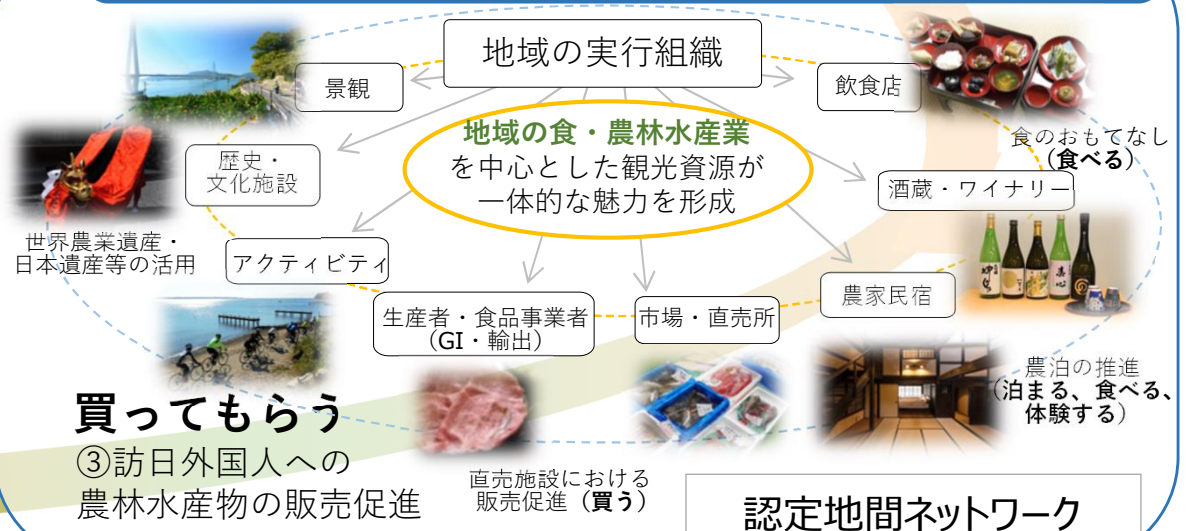 地域の実行組織
景観
飲食店
地域の食・農林水産業
を中心とした観光資源が
一体的な魅力を形成
歴史・
文化施設
食のおもてなし
（食べる）
酒蔵・ワイナリー
世界農業遺産・
日本遺産等の活用
アクティビティ
農家民宿
生産者・食品事業者
（GI・輸出）
市場・直売所
農泊の推進
（泊まる、食べる、
体験する）
買ってもらう
③訪日外国人への
農林水産物の販売促進
直売施設における
販売促進（買う）
認定地間ネットワーク